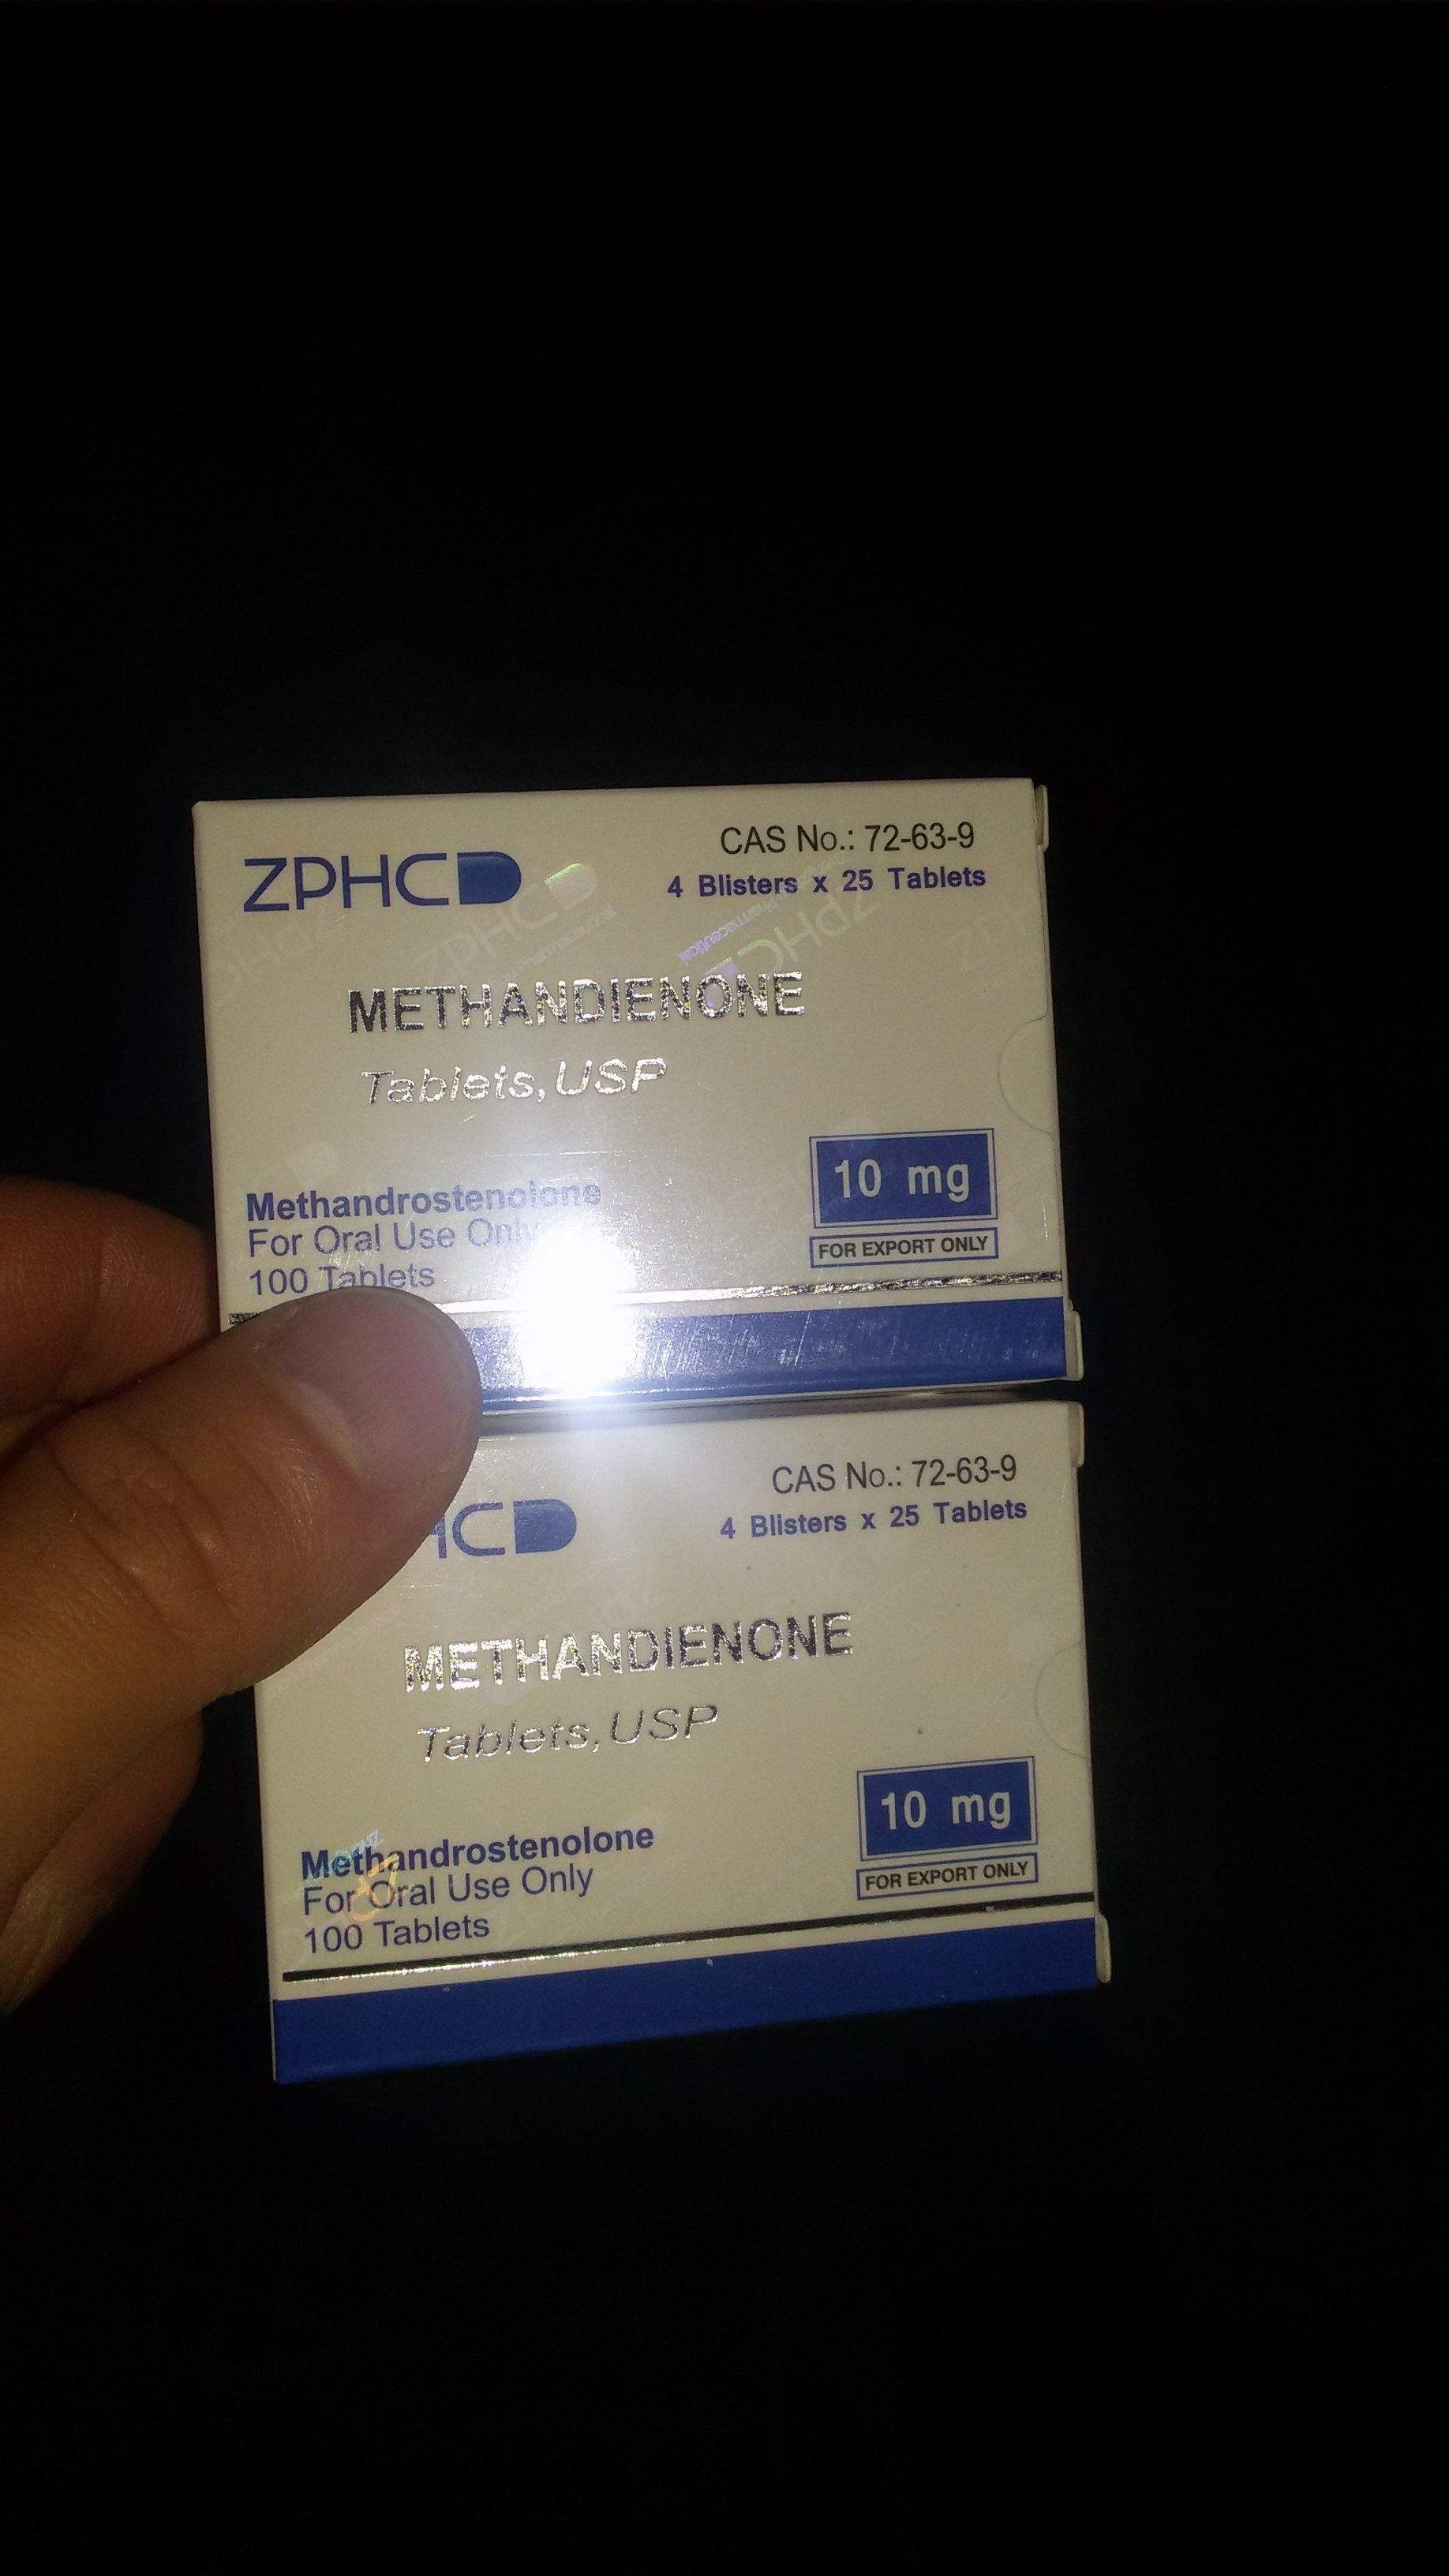 ZPHC
CAS No.: 72-63-9
4 Blisters x 25 Tablets
METHANDIENONE
Tablets, USP
Methandrostenolone
For Oral Use Only
100 Tablets
10 mg
FOR EXPORT ONLY
HC
CAS No.: 72-63-9
4 Blisters x 25 Tablets
METHANDIENONE
Tablets, USP
Methandrostenolone
For Oral Use Only
100 Tablets
10 mg
FOR EXPORT ONLY